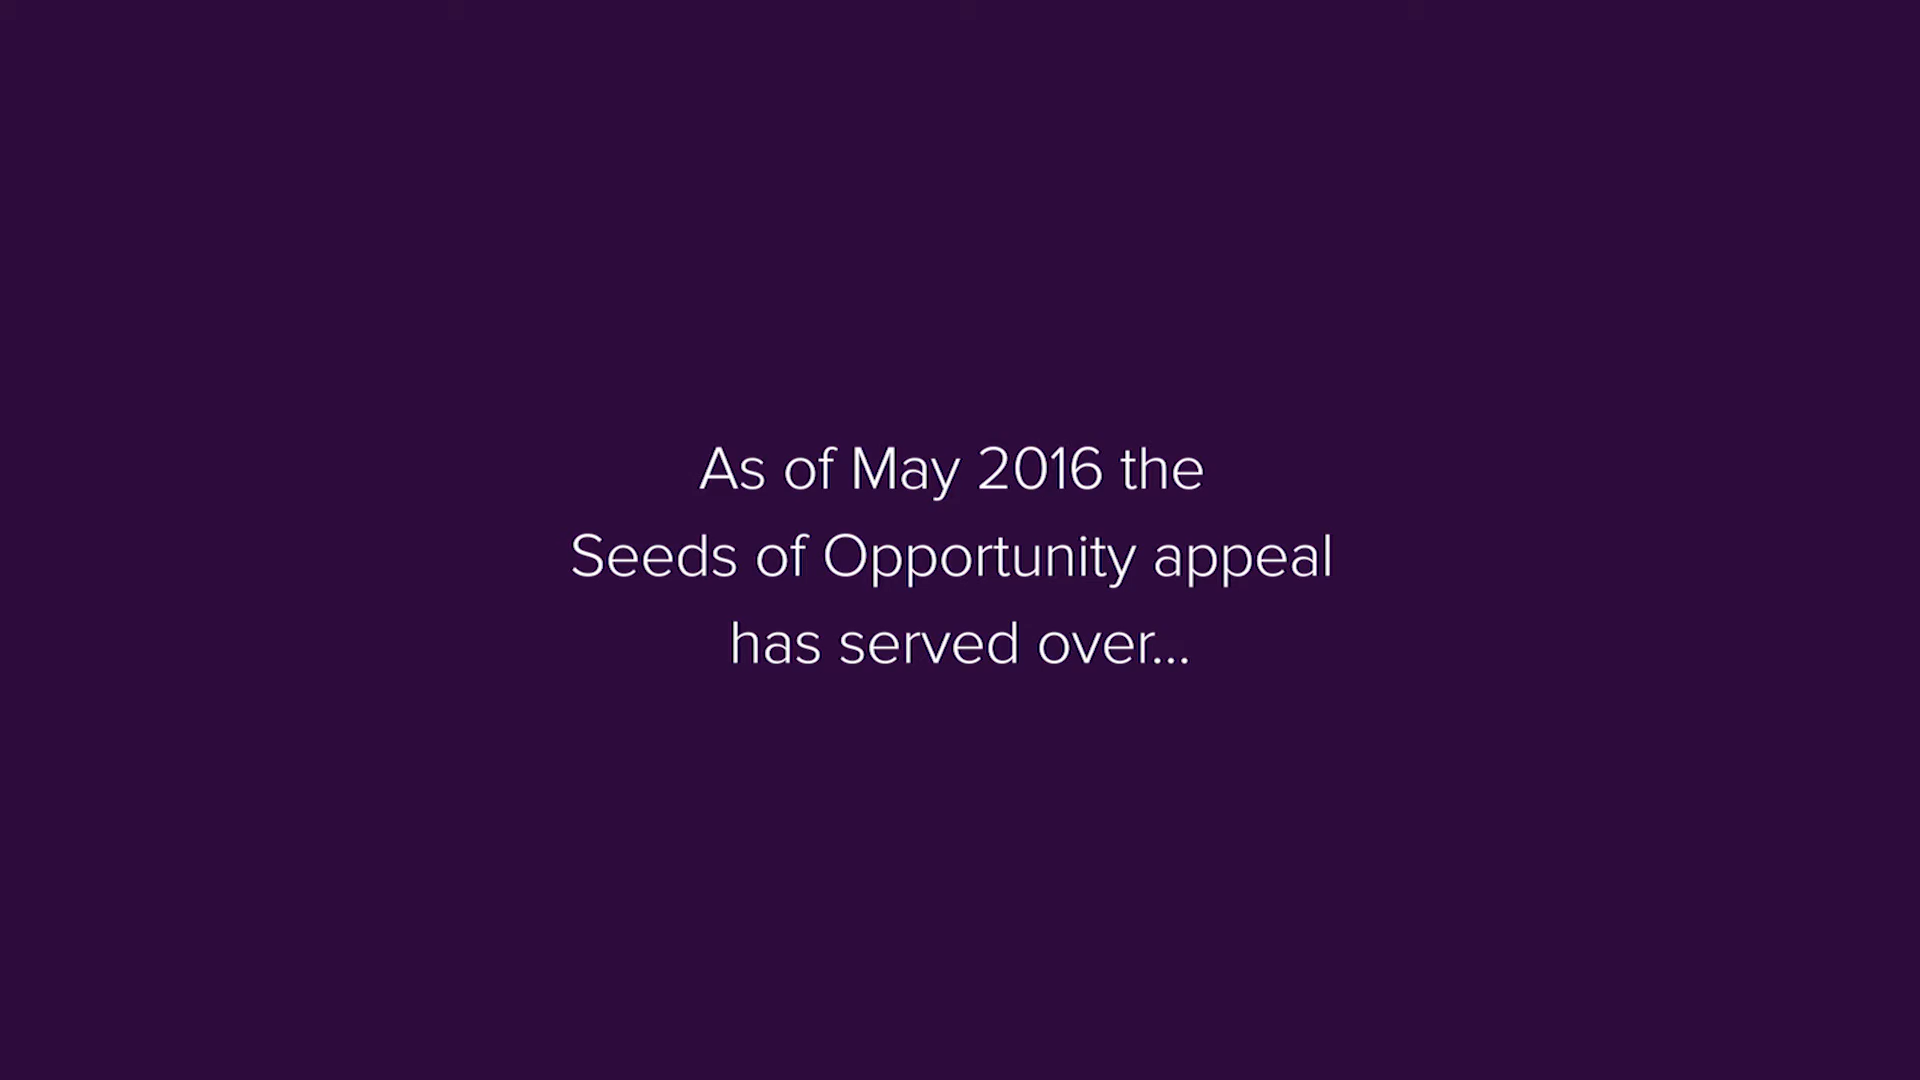 As of May 2016 the
Seeds of Opportunity appeal
has served over...